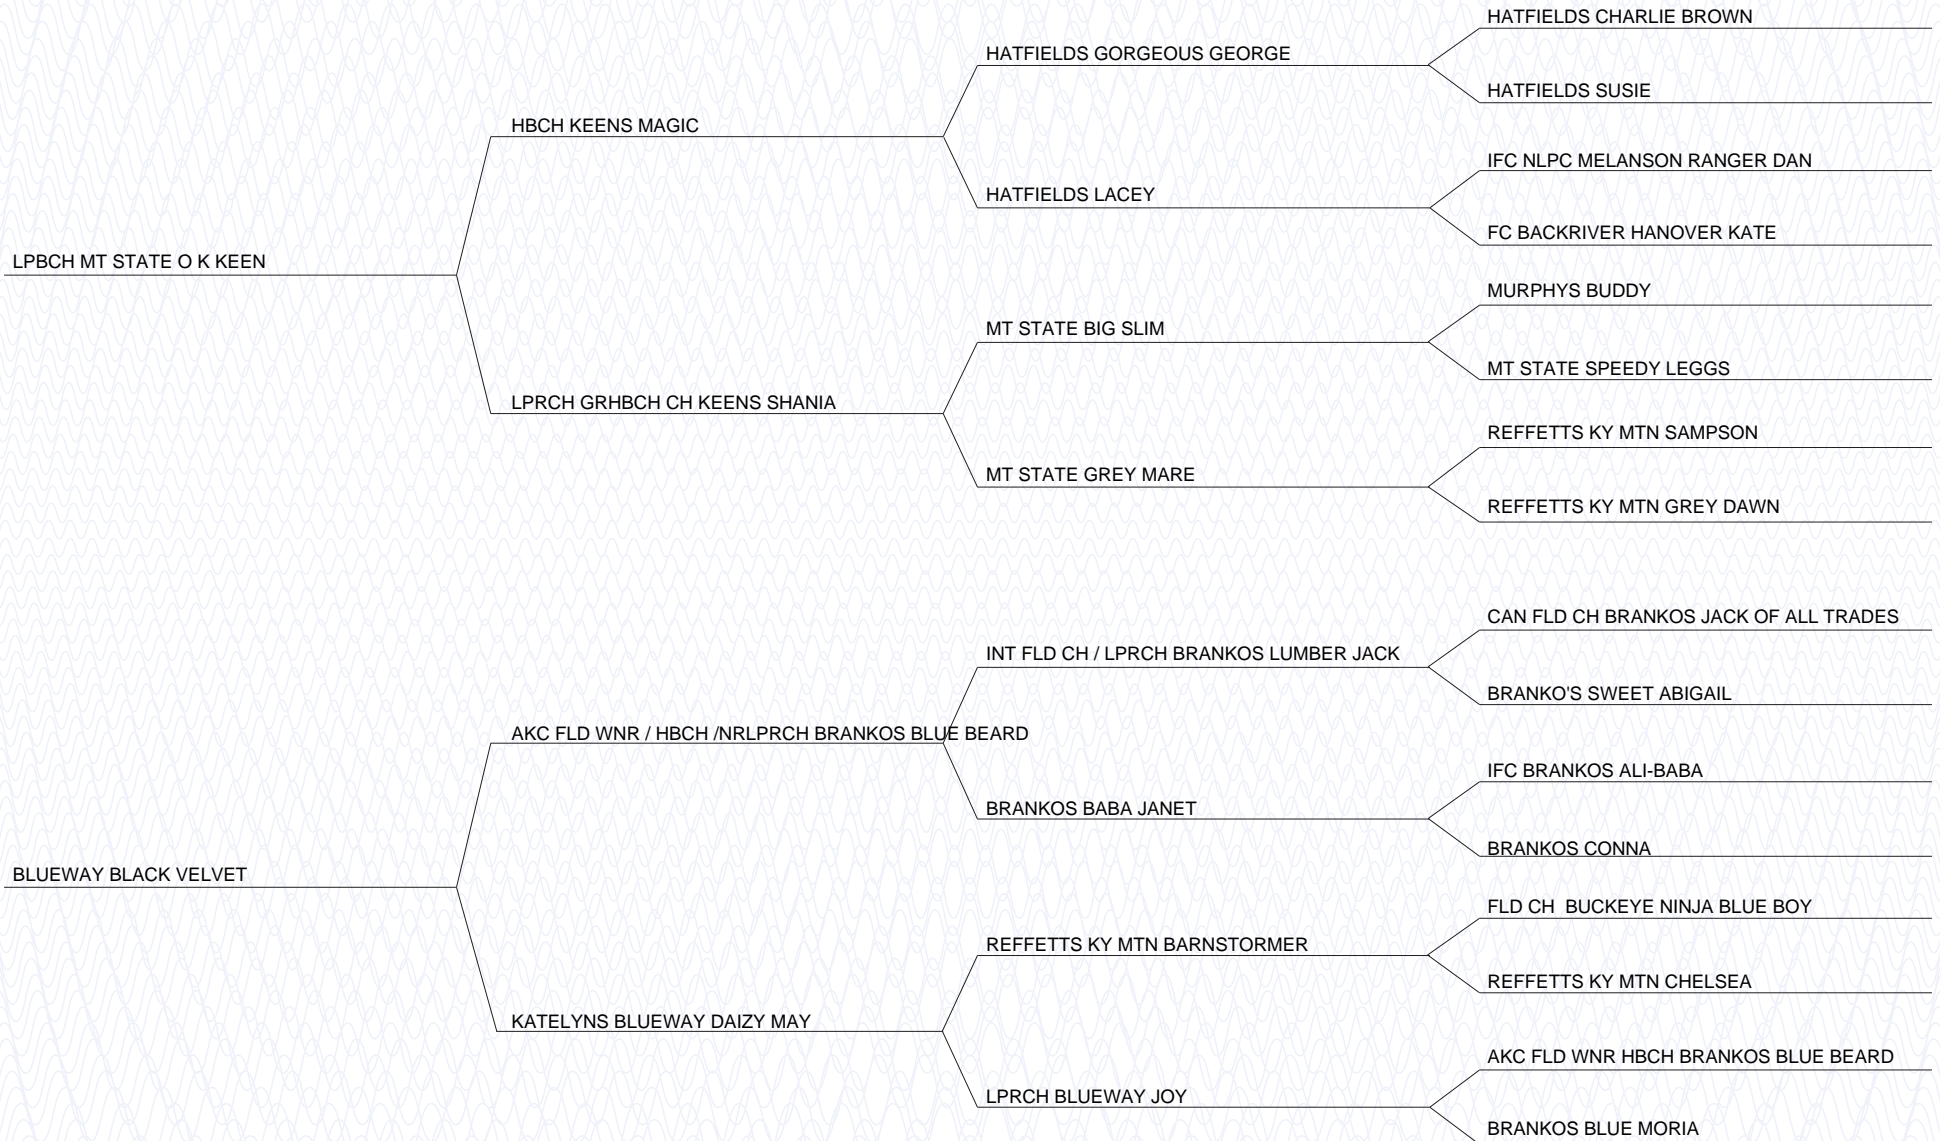 HATFIELDS CHARLIE BROWN
HATFIELDS GORGEOUS GEORGE
HATFIELDS SUSIE
HBCH KEENS MAGIC
IFC NLPC MELANSON RANGER DAN
HATFIELDS LACEY
FC BACKRIVER HANOVER KATE
LPBCH MT STATE O K KEEN
MURPHYS BUDDY
MT STATE BIG SLIM
MT STATE SPEEDY LEGGS
LPRCH GRHBCH CH KEENS SHANIA
REFFETTS KY MTN SAMPSON
MT STATE GREY MARE
REFFETTS KY MTN GREY DAWN
CAN FLD CH BRANKOS JACK OF ALL TRADES
INT FLD CH / LPRCH BRANKOS LUMBER JACK
BRANKO'S SWEET ABIGAIL
AKC FLD WNR / HBCH /NRLPRCH BRANKOS BLUE BEARD
IFC BRANKOS ALI-BABA
BRANKOS BABA JANET
BRANKOS CONNA
BLUEWAY BLACK VELVET
FLD CH  BUCKEYE NINJA BLUE BOY
REFFETTS KY MTN BARNSTORMER
REFFETTS KY MTN CHELSEA
KATELYNS BLUEWAY DAIZY MAY
AKC FLD WNR HBCH BRANKOS BLUE BEARD
LPRCH BLUEWAY JOY
BRANKOS BLUE MORIA